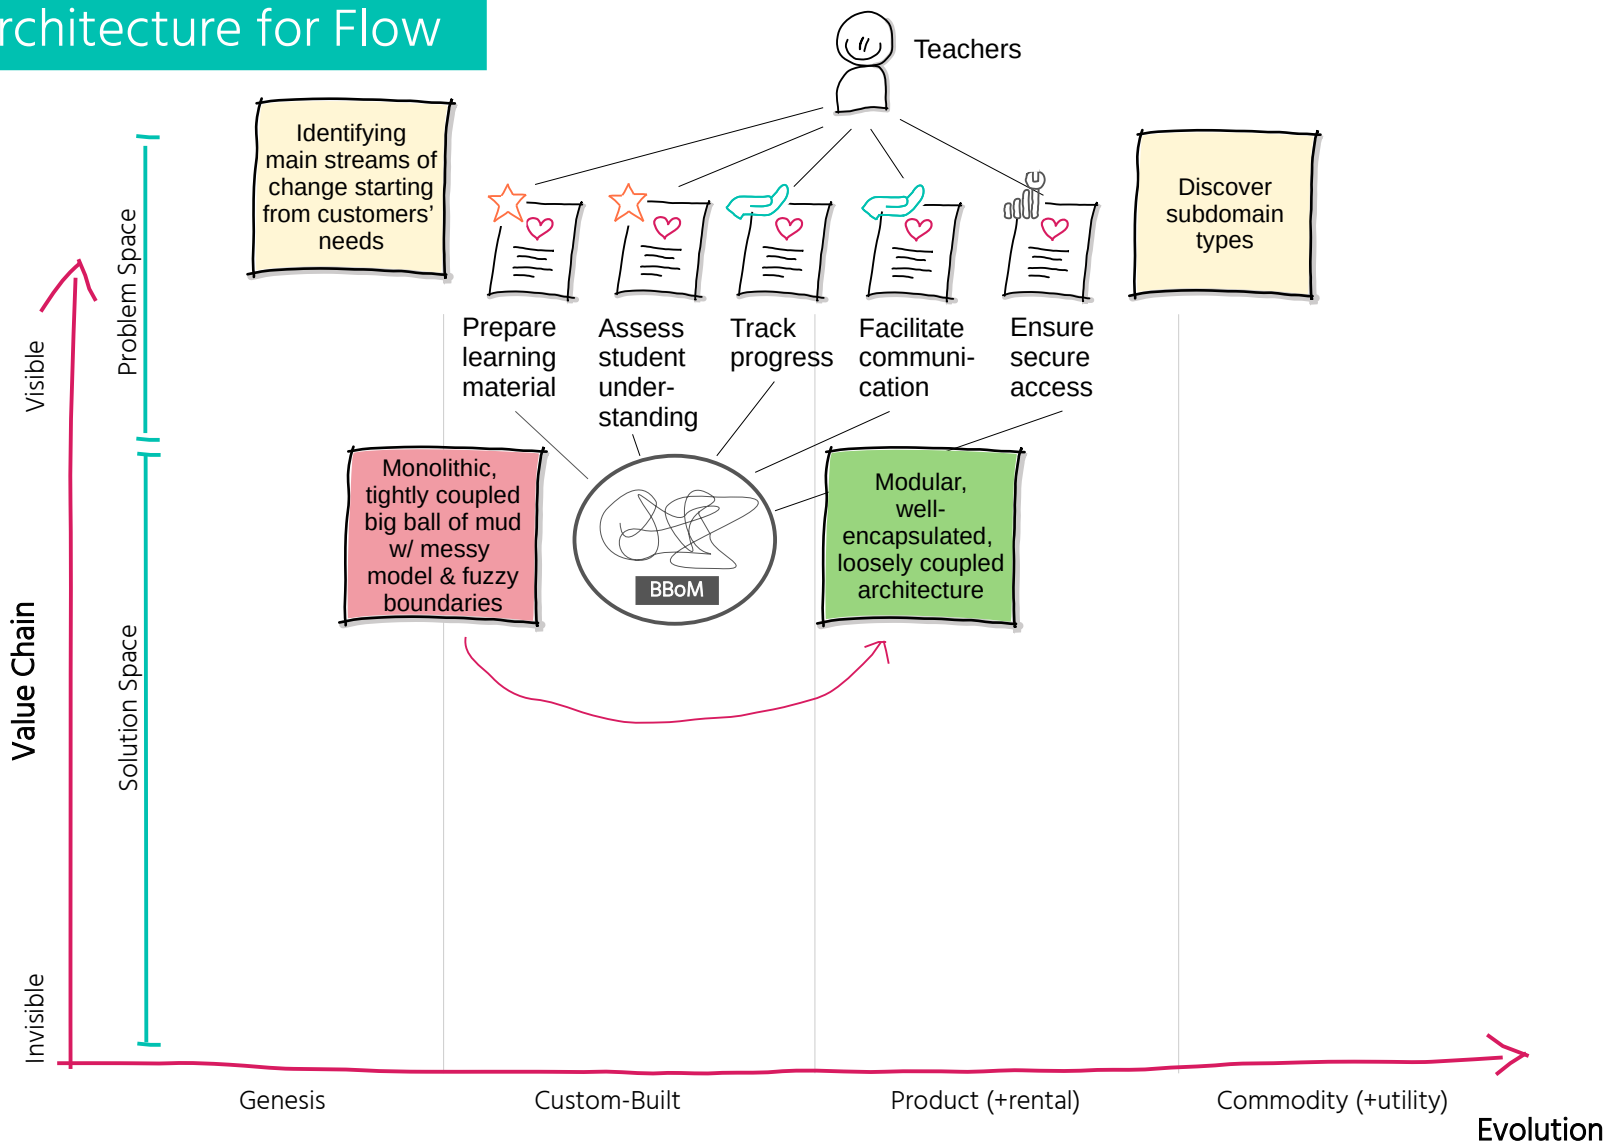 rchitecture for Flow
Teachers
Identifying
main streams of
change starting
from customers'
needs
Discover
subdomain
types
Problem Space
Visible
Prepare
learning
material
Assess
student
under-
standing
Track
progress
Facilitate
communi-
cation
Ensure
secure
access
Monolithic,
tightly coupled
big ball of mud
w/ messy
model & fuzzy
boundaries
BBoM
Modular,
well-
encapsulated,
loosely coupled
architecture
Value Chain
Solution Space
Invisible
Genesis
Custom-Built
Product (+rental)
Commodity (+utility)
Evolution